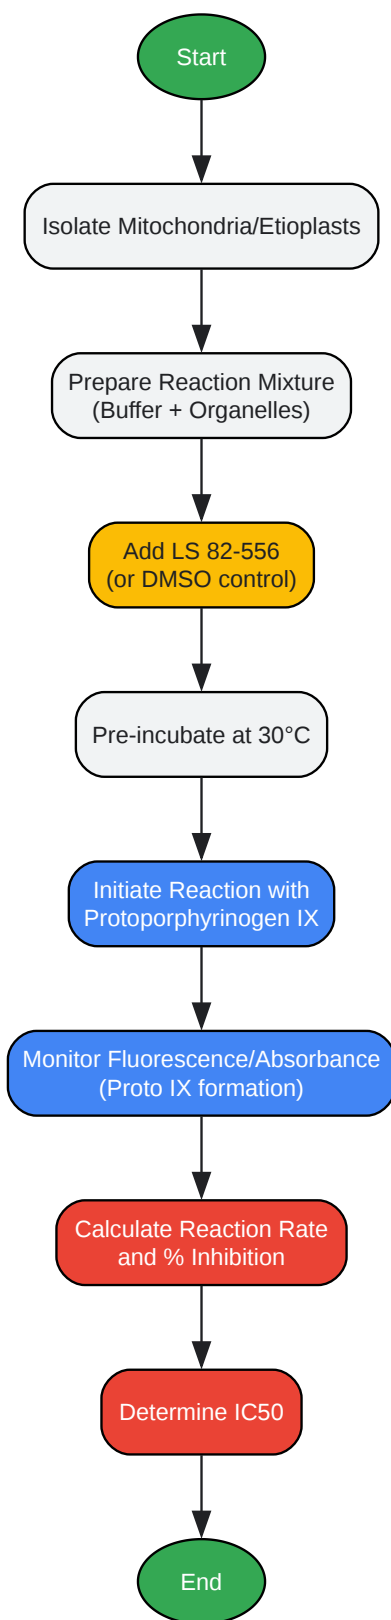 Start
Isolate Mitochondria/Etioplasts
Prepare Reaction Mixture
(Buffer + Organelles)
Add LS 82-556
(or DMSO control)
Pre-incubate at 30°C
Initiate Reaction with
Protoporphyrinogen IX
Monitor Fluorescence/Absorbance
(Proto IX formation)
Calculate Reaction Rate
and % Inhibition
Determine IC50
End